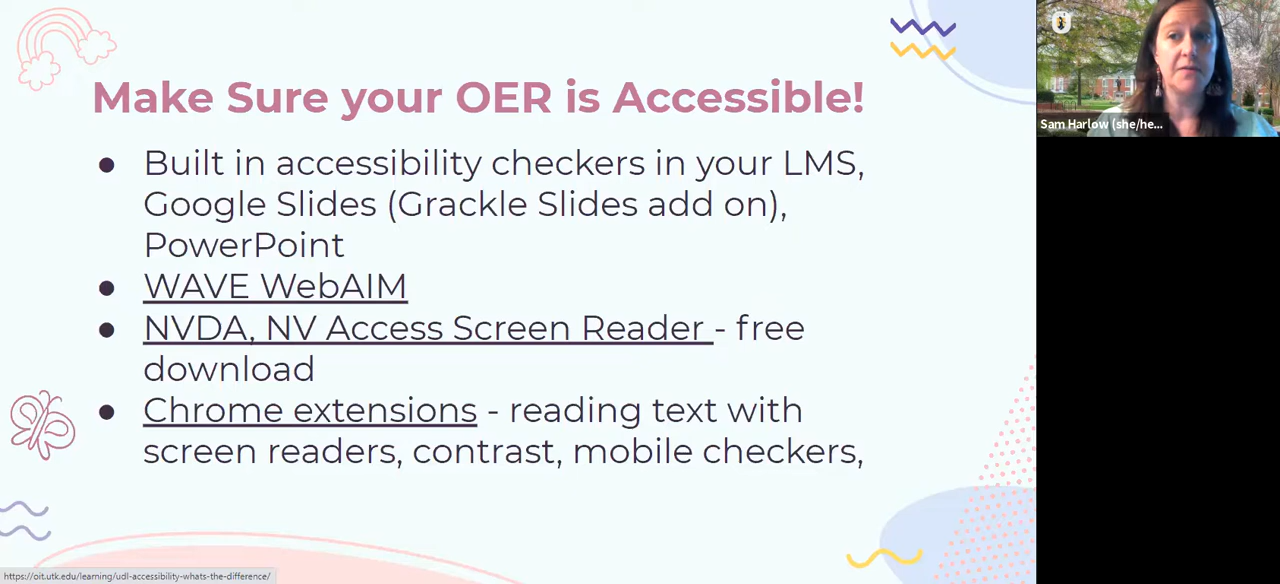 Make Sure your OER is Accessible!
● Built in accessibility checkers in your LMS,
Google Slides (Grackle Slides add on),
PowerPoint
● WAVE WebAIM
● NVDA, NV Access Screen Reader - free
download
● Chrome extensions - reading text with
screen readers, contrast, mobile checkers,
Sam Harlow (she/he...
https://oit.utk.edu/learning/udl-accessibility-whats-the-difference/